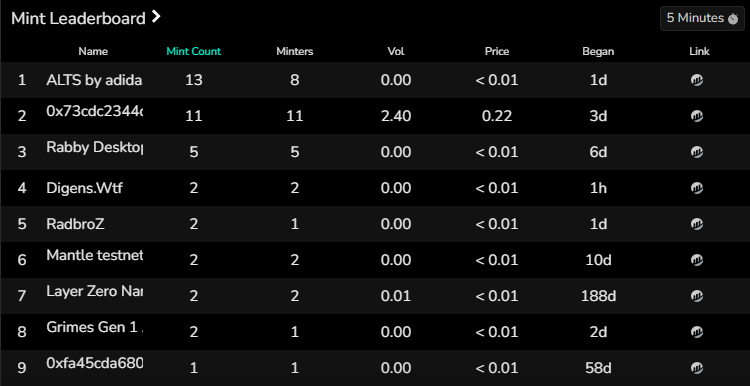 Mint Leaderboard
5 Minutes
Name Mint Count Minters Vol Price Began Link
1 ALTS by adida 13 8 0.00 < 0.01 1d
2 0x73cdc2344c 11 11 2.40 0.22 3d
3 Rabby Desktop 5 5 0.00 < 0.01 6d
4 Digens.Wtf 2 2 0.00 < 0.01 1h
5 RadbroZ 2 1 0.00 < 0.01 1d
6 Mantle testnet 2 2 0.00 < 0.01 10d
7 Layer Zero Nar 2 2 0.01 < 0.01 188d
8 Grimes Gen 1 2 1 0.00 < 0.01 2d
9 0xfa45cda680 1 1 0.00 < 0.01 58d